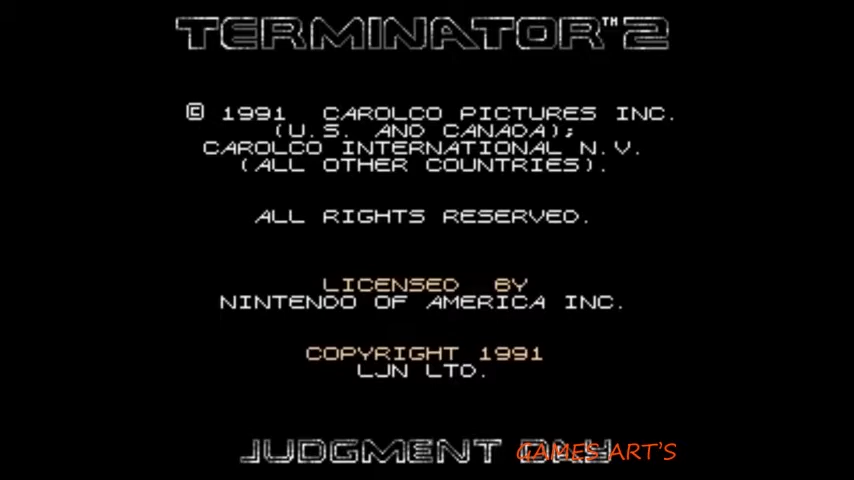 TERMINATOR™2
© 1991 CAROLCO PICTURES INC.
(U.S. AND CANADA);
CAROLCO INTERNATIONAL N.V.
(ALL OTHER COUNTRIES).
ALL RIGHTS RESERVED.
LICENSED BY
NINTENDO OF AMERICA INC.
COPYRIGHT 1991
LJN LTD.
JUDGMENT DAY
GAMES ART'S